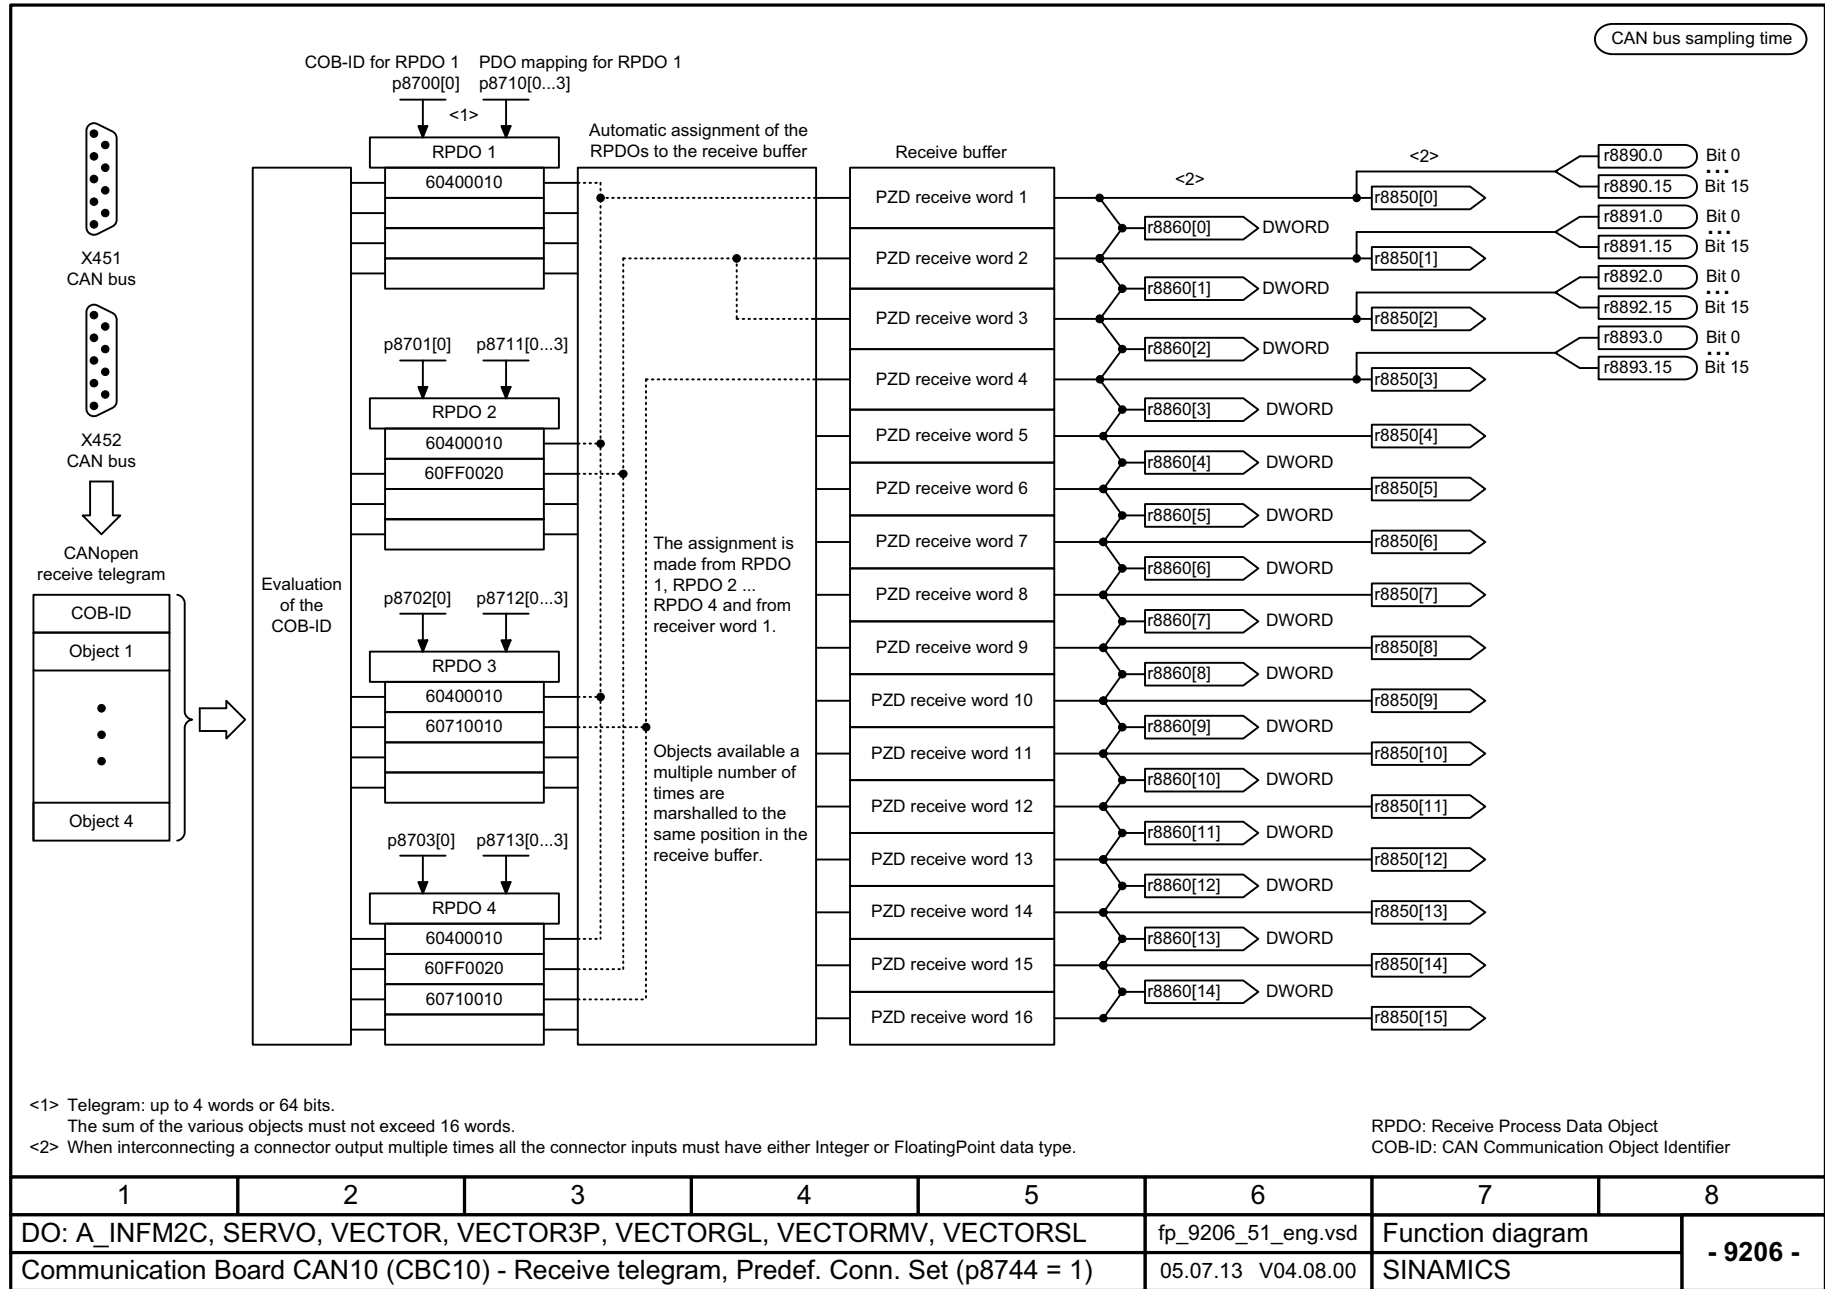 CAN bus sampling time
COB-ID for RPDO 1 PDO mapping for RPDO 1
p8700[0] p8710[0...3]
<1>
RPDO 1
60400010
X451
CAN bus
X452
CAN bus
CANopen
receive telegram
COB-ID
Object 1
Object 4
Evaluation
of the
COB-ID
p8701[0] p8711[0...3]
RPDO 2
60400010
60FF0020
p8702[0] p8712[0...3]
RPDO 3
60400010
60710010
p8703[0] p8713[0...3]
RPDO 4
60400010
60FF0020
60710010
Automatic assignment of the
RPDOs to the receive buffer
The assignment is
made from RPDO
1, RPDO 2 ...
RPDO 4 and from
receiver word 1.
Objects available a
multiple number of
times are
marshalled to the
same position in the
receive buffer.
Receive buffer
PZD receive word 1
PZD receive word 2
PZD receive word 3
PZD receive word 4
PZD receive word 5
PZD receive word 6
PZD receive word 7
PZD receive word 8
PZD receive word 9
PZD receive word 10
PZD receive word 11
PZD receive word 12
PZD receive word 13
PZD receive word 14
PZD receive word 15
PZD receive word 16
<2>
r8860[0] DWORD
r8860[1] DWORD
r8860[2] DWORD
r8860[3] DWORD
r8860[4] DWORD
r8860[5] DWORD
r8860[6] DWORD
r8860[7] DWORD
r8860[8] DWORD
r8860[9] DWORD
r8860[10] DWORD
r8860[11] DWORD
r8860[12] DWORD
r8860[13] DWORD
r8860[14] DWORD
<2>
r8850[0]
r8850[1]
r8850[2]
r8850[3]
r8850[4]
r8850[5]
r8850[6]
r8850[7]
r8850[8]
r8850[9]
r8850[10]
r8850[11]
r8850[12]
r8850[13]
r8850[14]
r8850[15]
r8890.0 Bit 0
...
r8890.15 Bit 15
r8891.0 Bit 0
...
r8891.15 Bit 15
r8892.0 Bit 0
...
r8892.15 Bit 15
r8893.0 Bit 0
...
r8893.15 Bit 15
<1> Telegram: up to 4 words or 64 bits.
The sum of the various objects must not exceed 16 words.
<2> When interconnecting a connector output multiple times all the connector inputs must have either Integer or FloatingPoint data type.
RPDO: Receive Process Data Object
COB-ID: CAN Communication Object Identifier
1 2 3 4 5 6 7 8
DO: A_INFM2C, SERVO, VECTOR, VECTOR3P, VECTORGL, VECTORMV, VECTORSL
fp_9206_51_eng.vsd
Function diagram
- 9206 -
Communication Board CAN10 (CBC10) - Receive telegram, Predef. Conn. Set (p8744 = 1)
05.07.13 V04.08.00
SINAMICS